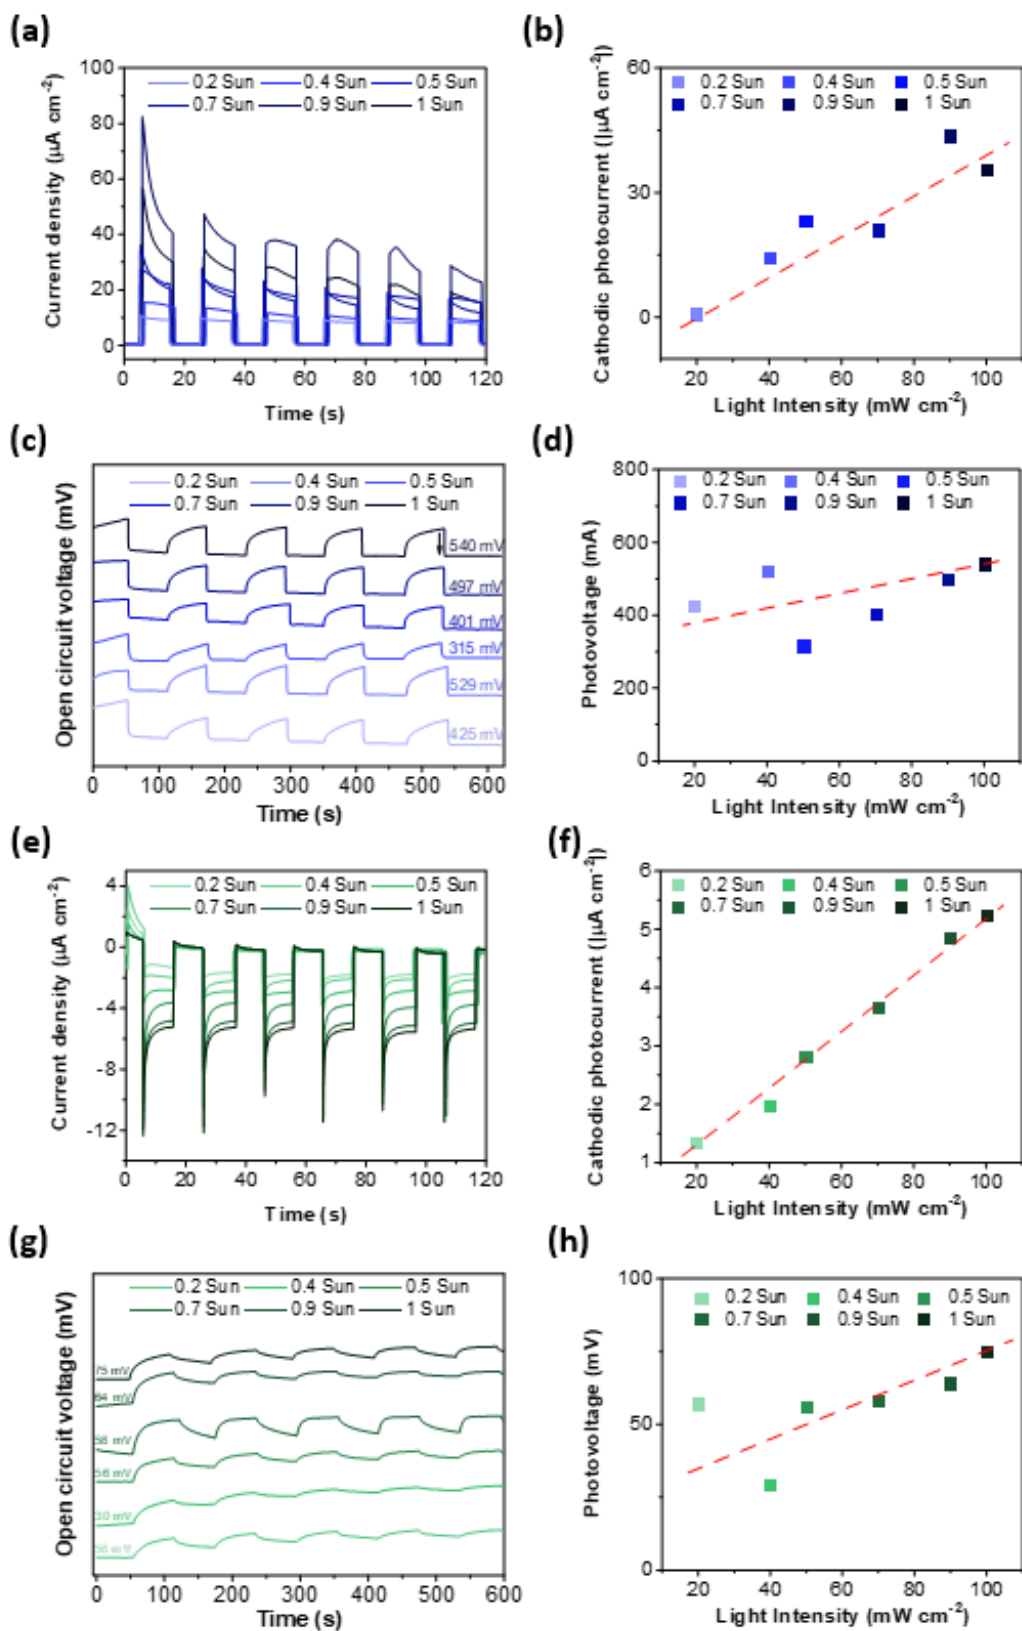 (a)
0.2 Sun 0.4 Sun 0.5 Sun
0.7 Sun 0.9 Sun 1 Sun
Current density (µA cm-2)
100
80
60
40
20
0
0 20 40 60 80 100 120
Time (s)
(b)
0.2 Sun 0.4 Sun 0.5 Sun
0.7 Sun 0.9 Sun 1 Sun
Cathodic photocurrent (|µA cm-2|)
60
30
0
20 40 60 80 100
Light Intensity (mW cm-2)
(c)
0.2 Sun 0.4 Sun 0.5 Sun
0.7 Sun 0.9 Sun 1 Sun
Open circuit voltage (mV)
540 mV
497 mV
401 mV
315 mV
529 mV
425 mV
0 100 200 300 400 500 600
Time (s)
(d)
0.2 Sun 0.4 Sun 0.5 Sun
0.7 Sun 0.9 Sun 1 Sun
Photovoltage (mA)
800
600
400
200
0
20 40 60 80 100
Light Intensity (mW cm-2)
(e)
0.2 Sun 0.4 Sun 0.5 Sun
0.7 Sun 0.9 Sun 1 Sun
Current density (µA cm-2)
4
0
-4
-8
-12
0 20 40 60 80 100 120
Time (s)
(f)
0.2 Sun 0.4 Sun 0.5 Sun
0.7 Sun 0.9 Sun 1 Sun
Cathodic photocurrent (|µA cm-2|)
6
5
4
3
2
1
20 40 60 80 100
Light Intensity (mW cm-2)
(g)
0.2 Sun 0.4 Sun 0.5 Sun
0.7 Sun 0.9 Sun 1 Sun
Open circuit voltage (mV)
75 mV
64 mV
58 mV
56 mV
30 mV
56 mV
0 100 200 300 400 500 600
Time (s)
(h)
0.2 Sun 0.4 Sun 0.5 Sun
0.7 Sun 0.9 Sun 1 Sun
Photovoltage (mV)
100
50
0
20 40 60 80 100
Light Intensity (mW cm-2)